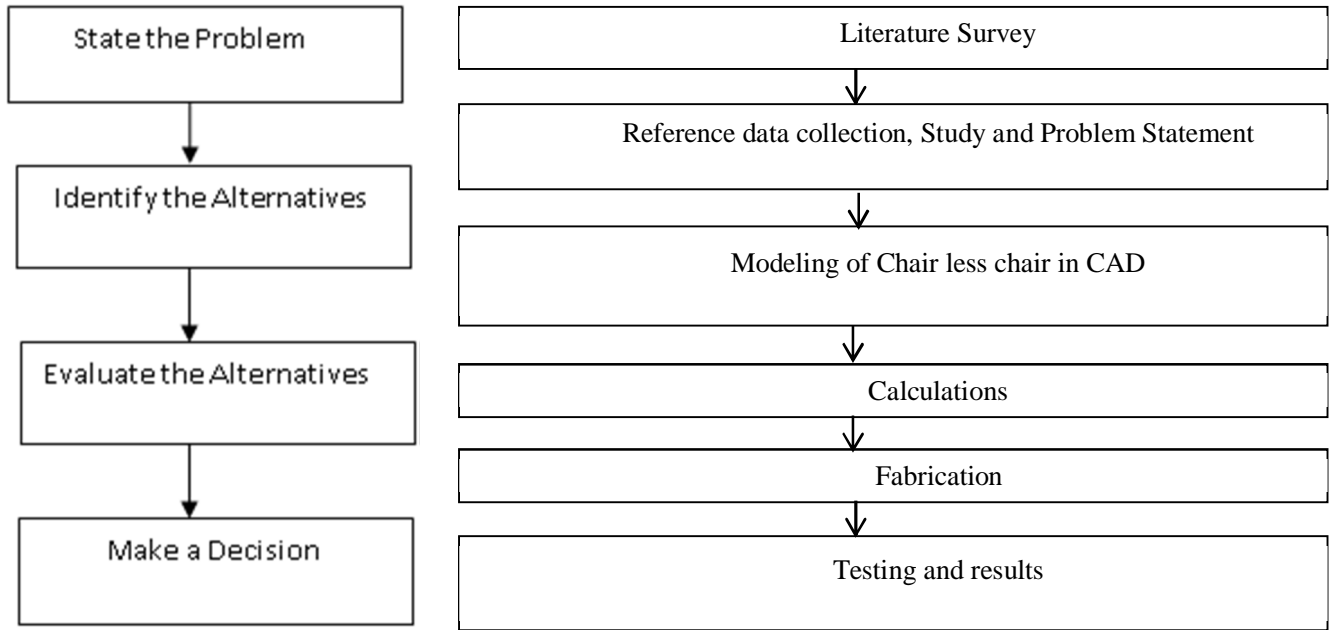 State the Problem
Identify the Alternatives
Evaluate the Alternatives
Make a Decision
Literature Survey
Reference data collection, Study and Problem Statement
Modeling of Chair less chair in CAD
Calculations
Fabrication
Testing and results